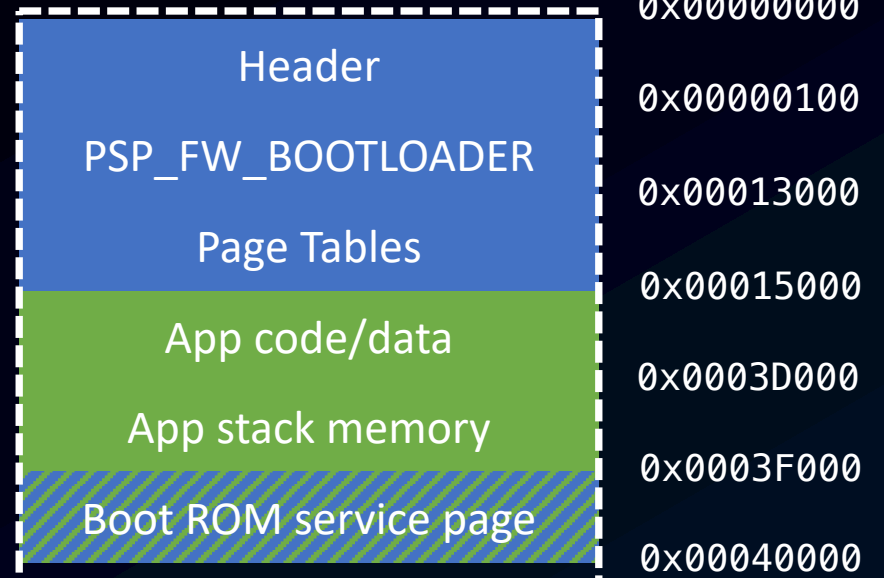 0x00000000
Header
0x00000100
PSP_FW_BOOTLOADER
0x00013000
Page Tables
0x00015000
App code/data
0x0003D000
App stack memory
0x0003F000
Boot ROM service page
0x00040000